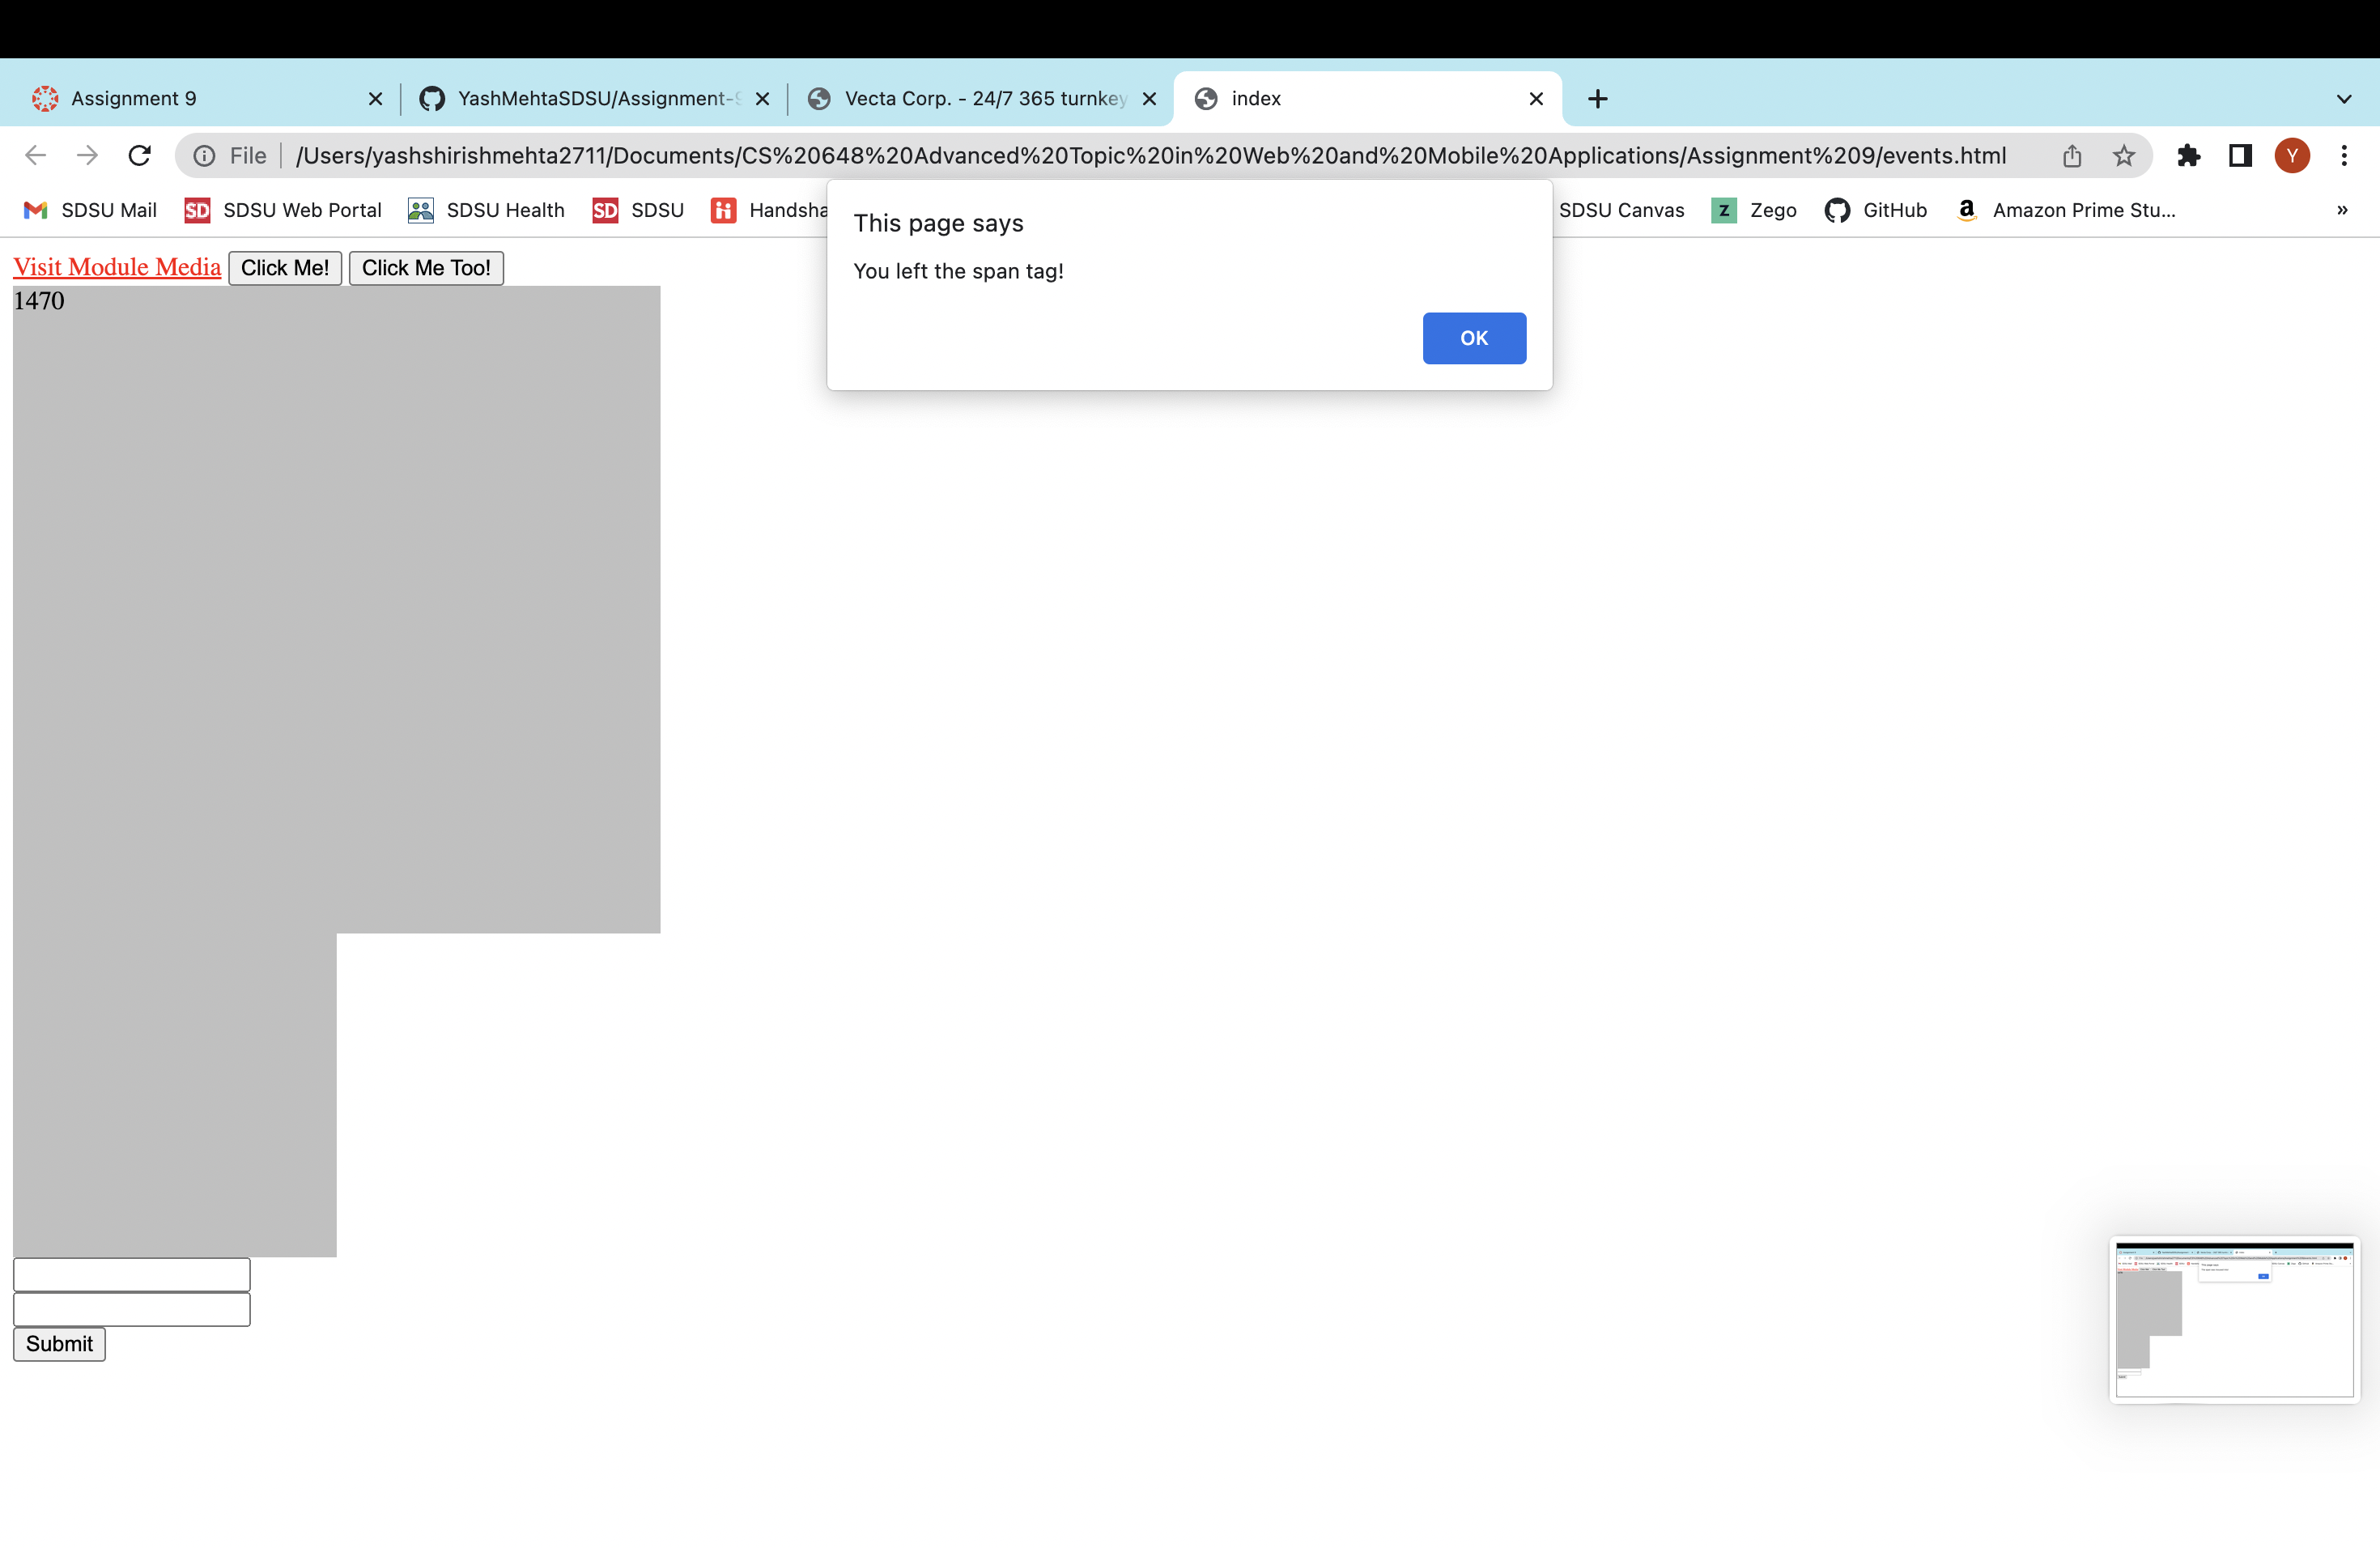 Assignment 9
YashMehtaSDSU/Assignment-9
Vecta Corp. - 24/7 365 turnkey
index
File
/Users/yashshirishmehta2711/Documents/CS%20648%20Advanced%20Topic%20in%20Web%20and%20Mobile%20Applications/Assignment%209/events.html
Y
SDSU Mail
SD SDSU Web Portal
SDSU Health
SD SDSU
Handsha
SDSU Canvas
Z Zego
GitHub
a Amazon Prime Stu...
»
This page says
You left the span tag!
OK
Visit Module Media Click Me! Click Me Too!
1470
Submit